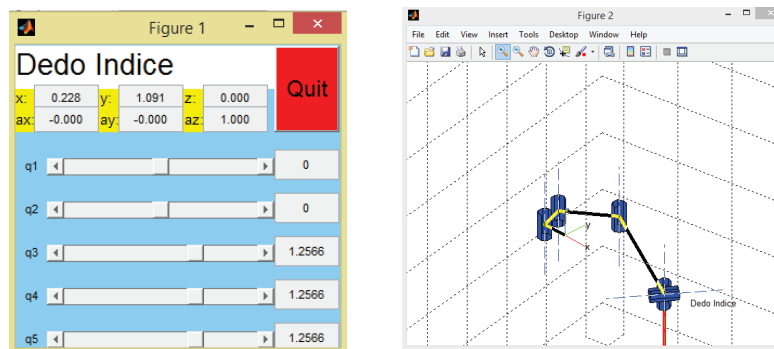 Figure 1
Dedo Indice
Quit
x: 0.228 y: 1.091 z: 0.000
ax: -0.000 ay: -0.000 az: 1.000
q1 0
q2 0
q3 1.2566
q4 1.2566
q5 1.2566
Figure 2
File Edit View Insert Tools Desktop Window Help
y
x
Dedo Indice